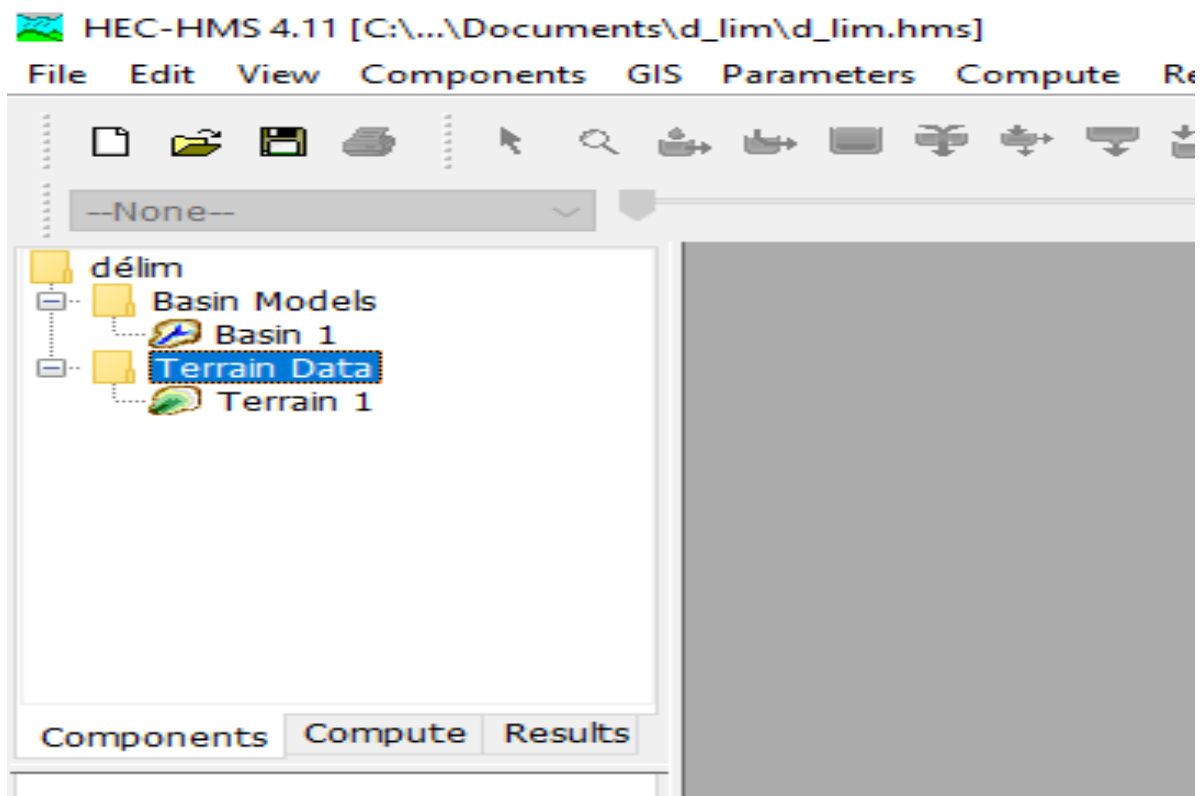 HEC-HMS 4.11 [C:\...\Documents\d_lim\d_lim.hms]
File Edit View Components GIS Parameters Compute Re
--None--
délim
Basin Models
Basin 1
Terrain Data
Terrain 1
Components Compute Results